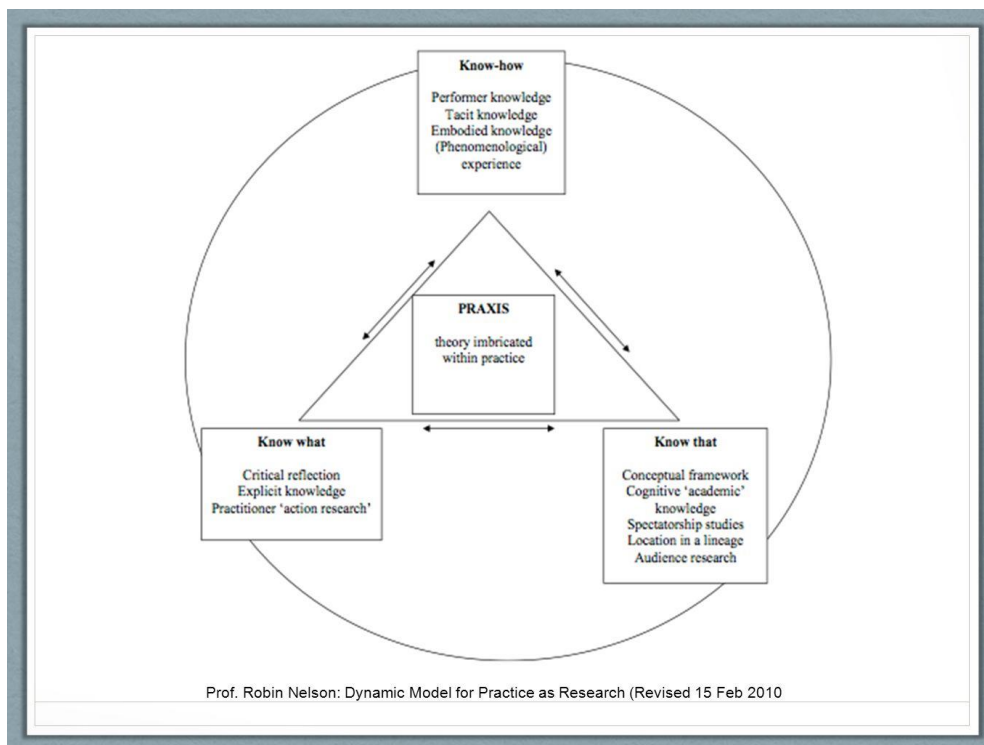 Know-how
Performer knowledge
Tacit knowledge
Embodied knowledge
(Phenomenological)
experience
PRAXIS
theory imbricated
within practice
Know what
Critical reflection
Explicit knowledge
Practitioner ‘action research’
Know that
Conceptual framework
Cognitive ‘academic’
knowledge
Spectatorship studies
Location in a lineage
Audience research
Prof. Robin Nelson: Dynamic Model for Practice as Research (Revised 15 Feb 2010